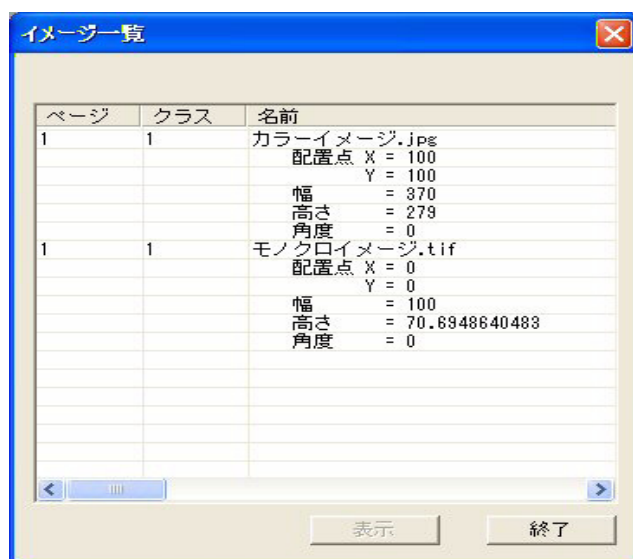 イメージ一覧
ページ クラス 名前
1 1 カラーイメージ.jpg
配置点 X = 100
Y = 100
幅 = 370
高さ = 279
角度 = 0
1 1 モノクロイメージ.tif
配置点 X = 0
Y = 0
幅 = 100
高さ = 70.6948640483
角度 = 0
表示 終了